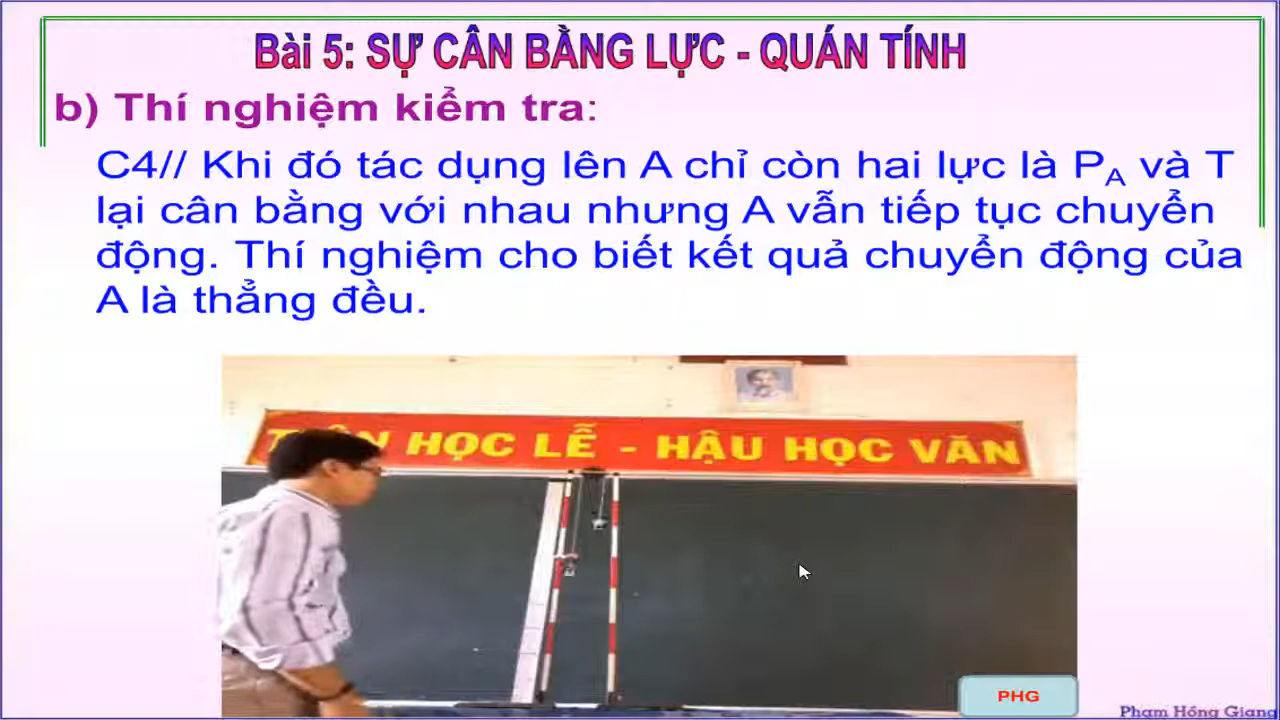 Bài 5: SỰ CÂN BẰNG LỰC - QUÁN TÍNH
b) Thí nghiệm kiểm tra:
C4// Khi đó tác dụng lên A chỉ còn hai lực là PA và T
lại cân bằng với nhau nhưng A vẫn tiếp tục chuyển
động. Thí nghiệm cho biết kết quả chuyển động của
A là thẳng đều.
HỌC LỄ - HẬU HỌC VĂN
PHG
Phạm Hồng Giang